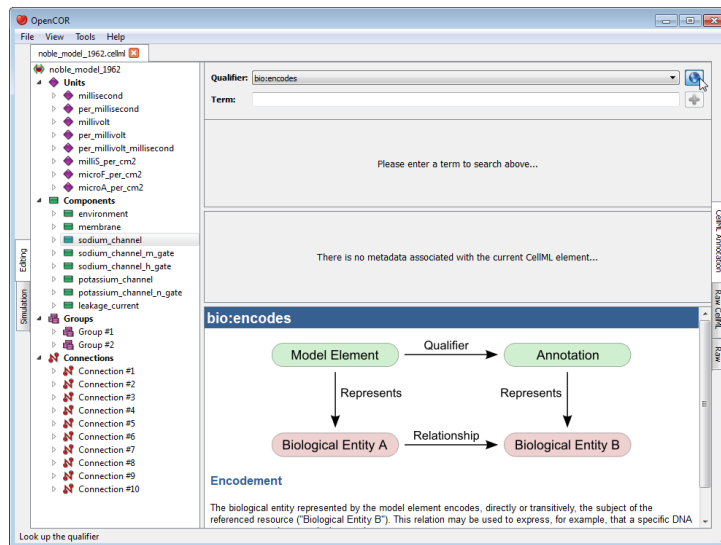 OpenCOR
File View Tools Help
noble_model_1962.cellml
noble_model_1962
Units
millisecond
per_millisecond
millivolt
per_millivolt
per_millivolt_millisecond
milliS_per_cm2
microF_per_cm2
microA_per_cm2
Components
environment
membrane
sodium_channel
sodium_channel_m_gate
sodium_channel_h_gate
potassium_channel
potassium_channel_n_gate
leakage_current
Groups
Group #1
Group #2
Connections
Connection #1
Connection #2
Connection #3
Connection #4
Connection #5
Connection #6
Connection #7
Connection #8
Connection #9
Connection #10
Editing
Simulation
Qualifier: bio:encodes
Term:
Please enter a term to search above...
There is no metadata associated with the current CellML element...
bio:encodes
Model Element
Qualifier
Annotation
Represents
Represents
Biological Entity A
Relationship
Biological Entity B
Encodement
The biological entity represented by the model element encodes, directly or transitively, the subject of the
referenced resource ("Biological Entity B"). This relation may be used to express, for example, that a specific DNA
CellML Annotation
Raw CellML
Raw
Look up the qualifier